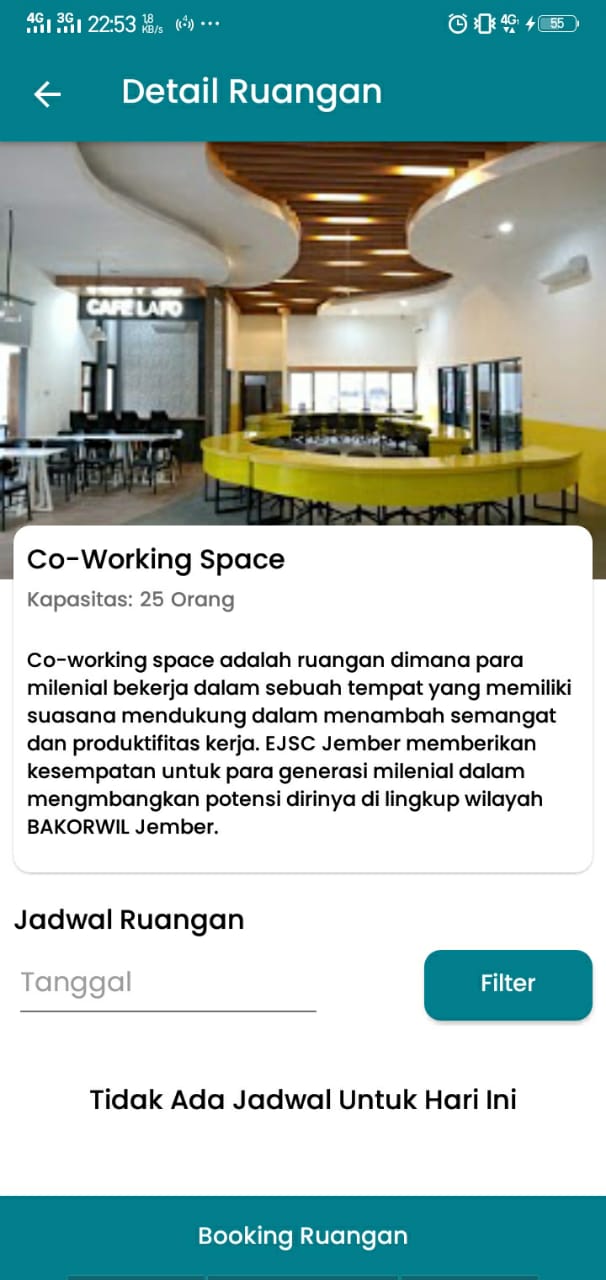 4G 3G 22:53 1.8 KB/s ... 4G 55
Detail Ruangan
CAFE LAFO
Co-Working Space
Kapasitas: 25 Orang
Co-working space adalah ruangan dimana para
milenial bekerja dalam sebuah tempat yang memiliki
suasana mendukung dalam menambah semangat
dan produktifitas kerja. EJSC Jember memberikan
kesempatan untuk para generasi milenial dalam
mengmbangkan potensi dirinya di lingkup wilayah
BAKORWIL Jember.
Jadwal Ruangan
Tanggal
Filter
Tidak Ada Jadwal Untuk Hari Ini
Booking Ruangan